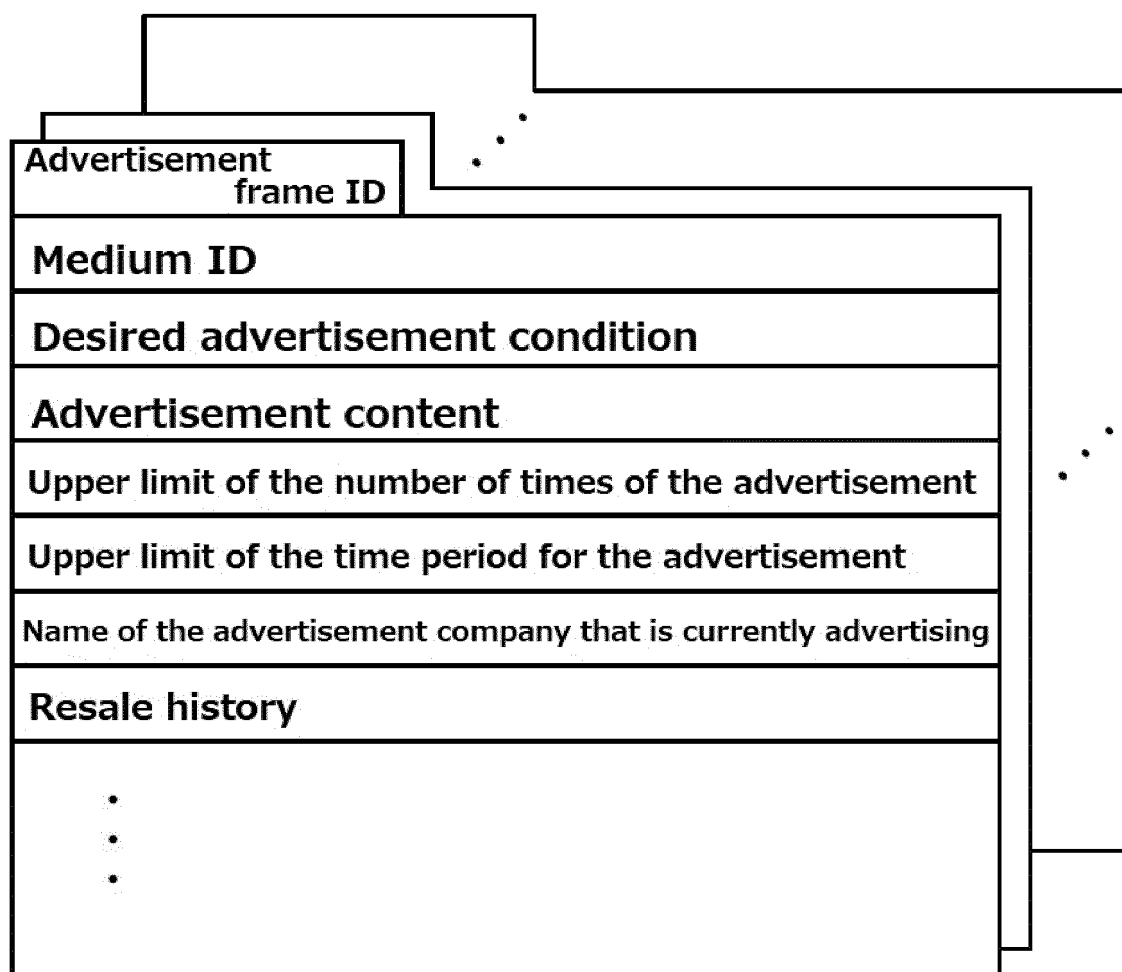 Advertisement
frame ID
Medium ID
Desired advertisement condition
Advertisement content
Upper limit of the number of times of the advertisement
Upper limit of the time period for the advertisement
Name of the advertisement company that is currently advertising
Resale history